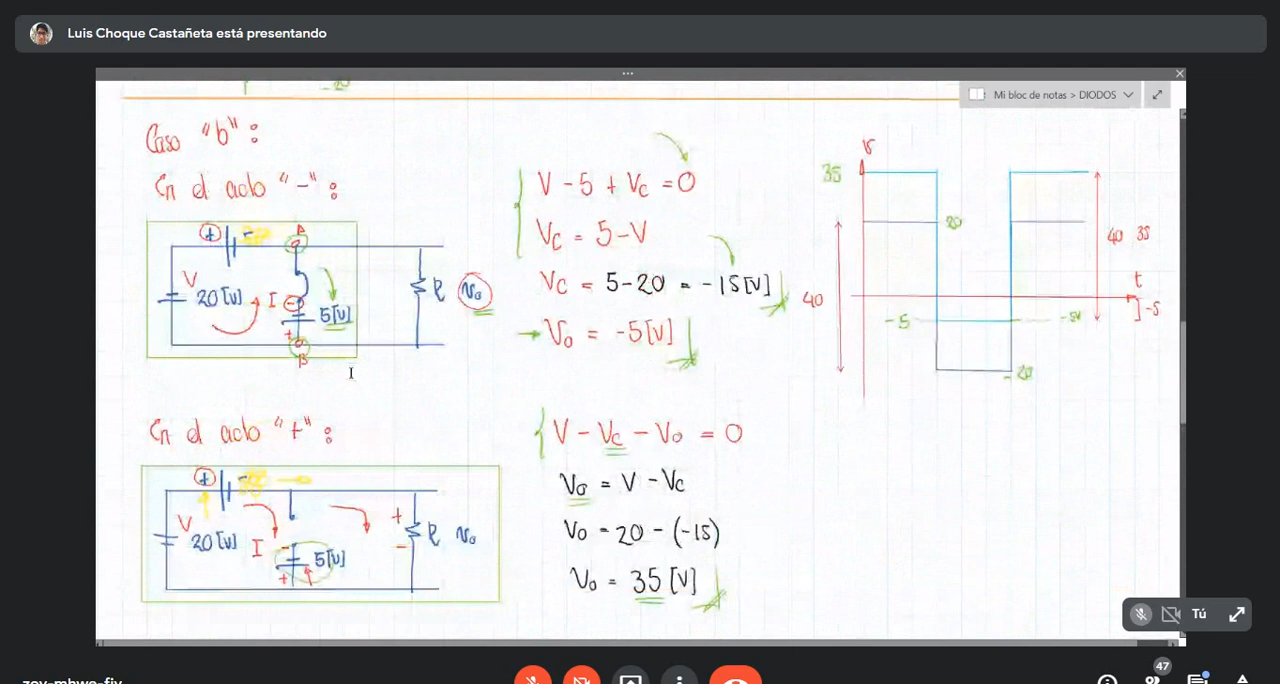 Luis Choque Castañeta está presentando
...
-20
Mi bloc de notas > DIODOS
Caso "b":
En el ciclo "-":
+ -
A
V
20[V]
I
-
+
5[V]
B
R
Vo
V - 5 + Vc = 0
Vc = 5-V
Vc = 5-20 = -15[V]
→ Vo = -5[V]
V
35
20
40 35
t
40
-5
-5V
]-5
-20
En el ciclo "+":
+ -
V
20[V]
I
-
+
5[V]
+
-
R Vo
V - Vc - Vo = 0
Vo = V - Vc
Vo = 20 - (-15)
Vo = 35 [V]
Tú
47